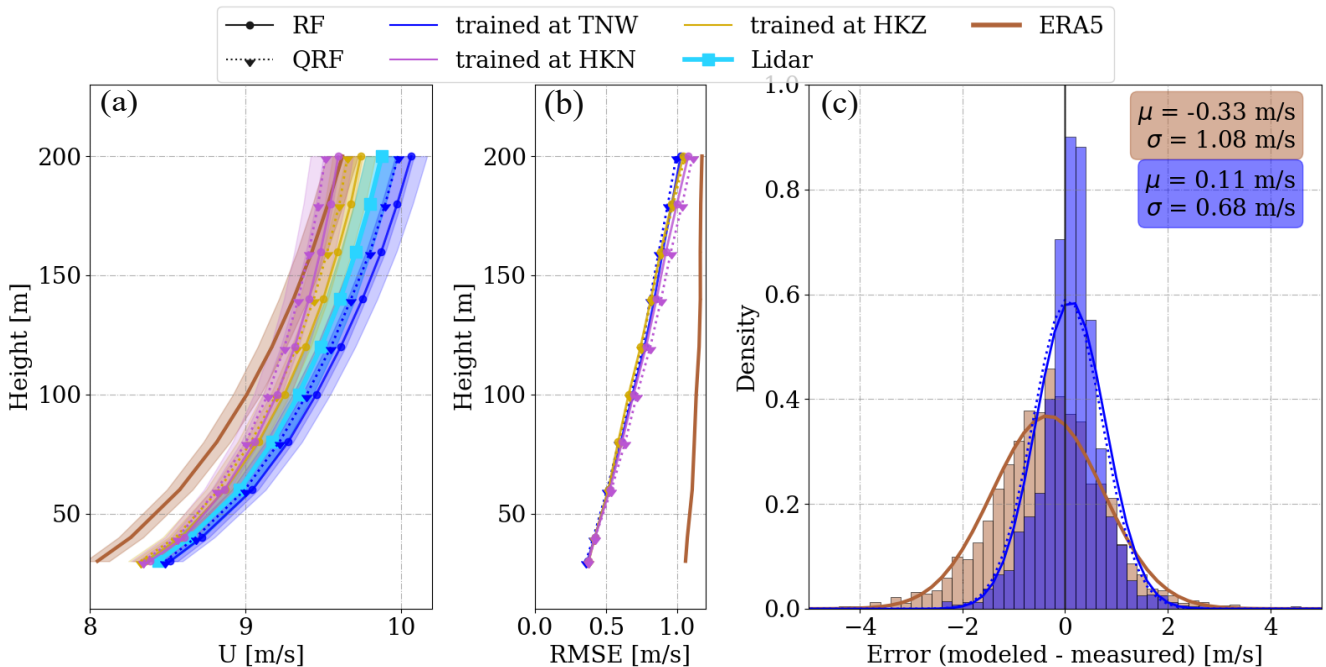 RF
QRF
trained at TNW
trained at HKN
trained at HKZ
Lidar
ERA5
(a)
200
150
100
50
Height [m]
8
9
10
U [m/s]
(b)
200
150
100
50
Height [m]
0.0
0.5
1.0
RMSE [m/s]
(c)
1.0
0.8
0.6
0.4
0.2
0.0
Density
μ = -0.33 m/s
σ = 1.08 m/s
μ = 0.11 m/s
σ = 0.68 m/s
−4
−2
0
2
4
Error (modeled - measured) [m/s]